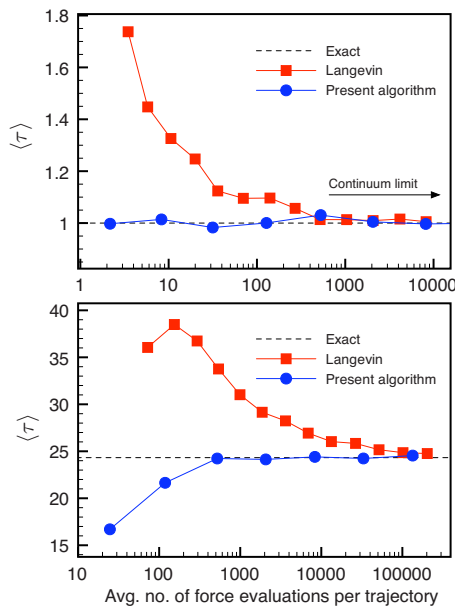 1.8
1.6
1.4
1.2
1
⟨τ⟩
Exact
Langevin
Present algorithm
Continuum limit
1 10 100 1000 10000
40
35
30
25
20
15
⟨τ⟩
Exact
Langevin
Present algorithm
10 100 1000 10000 100000
Avg. no. of force evaluations per trajectory